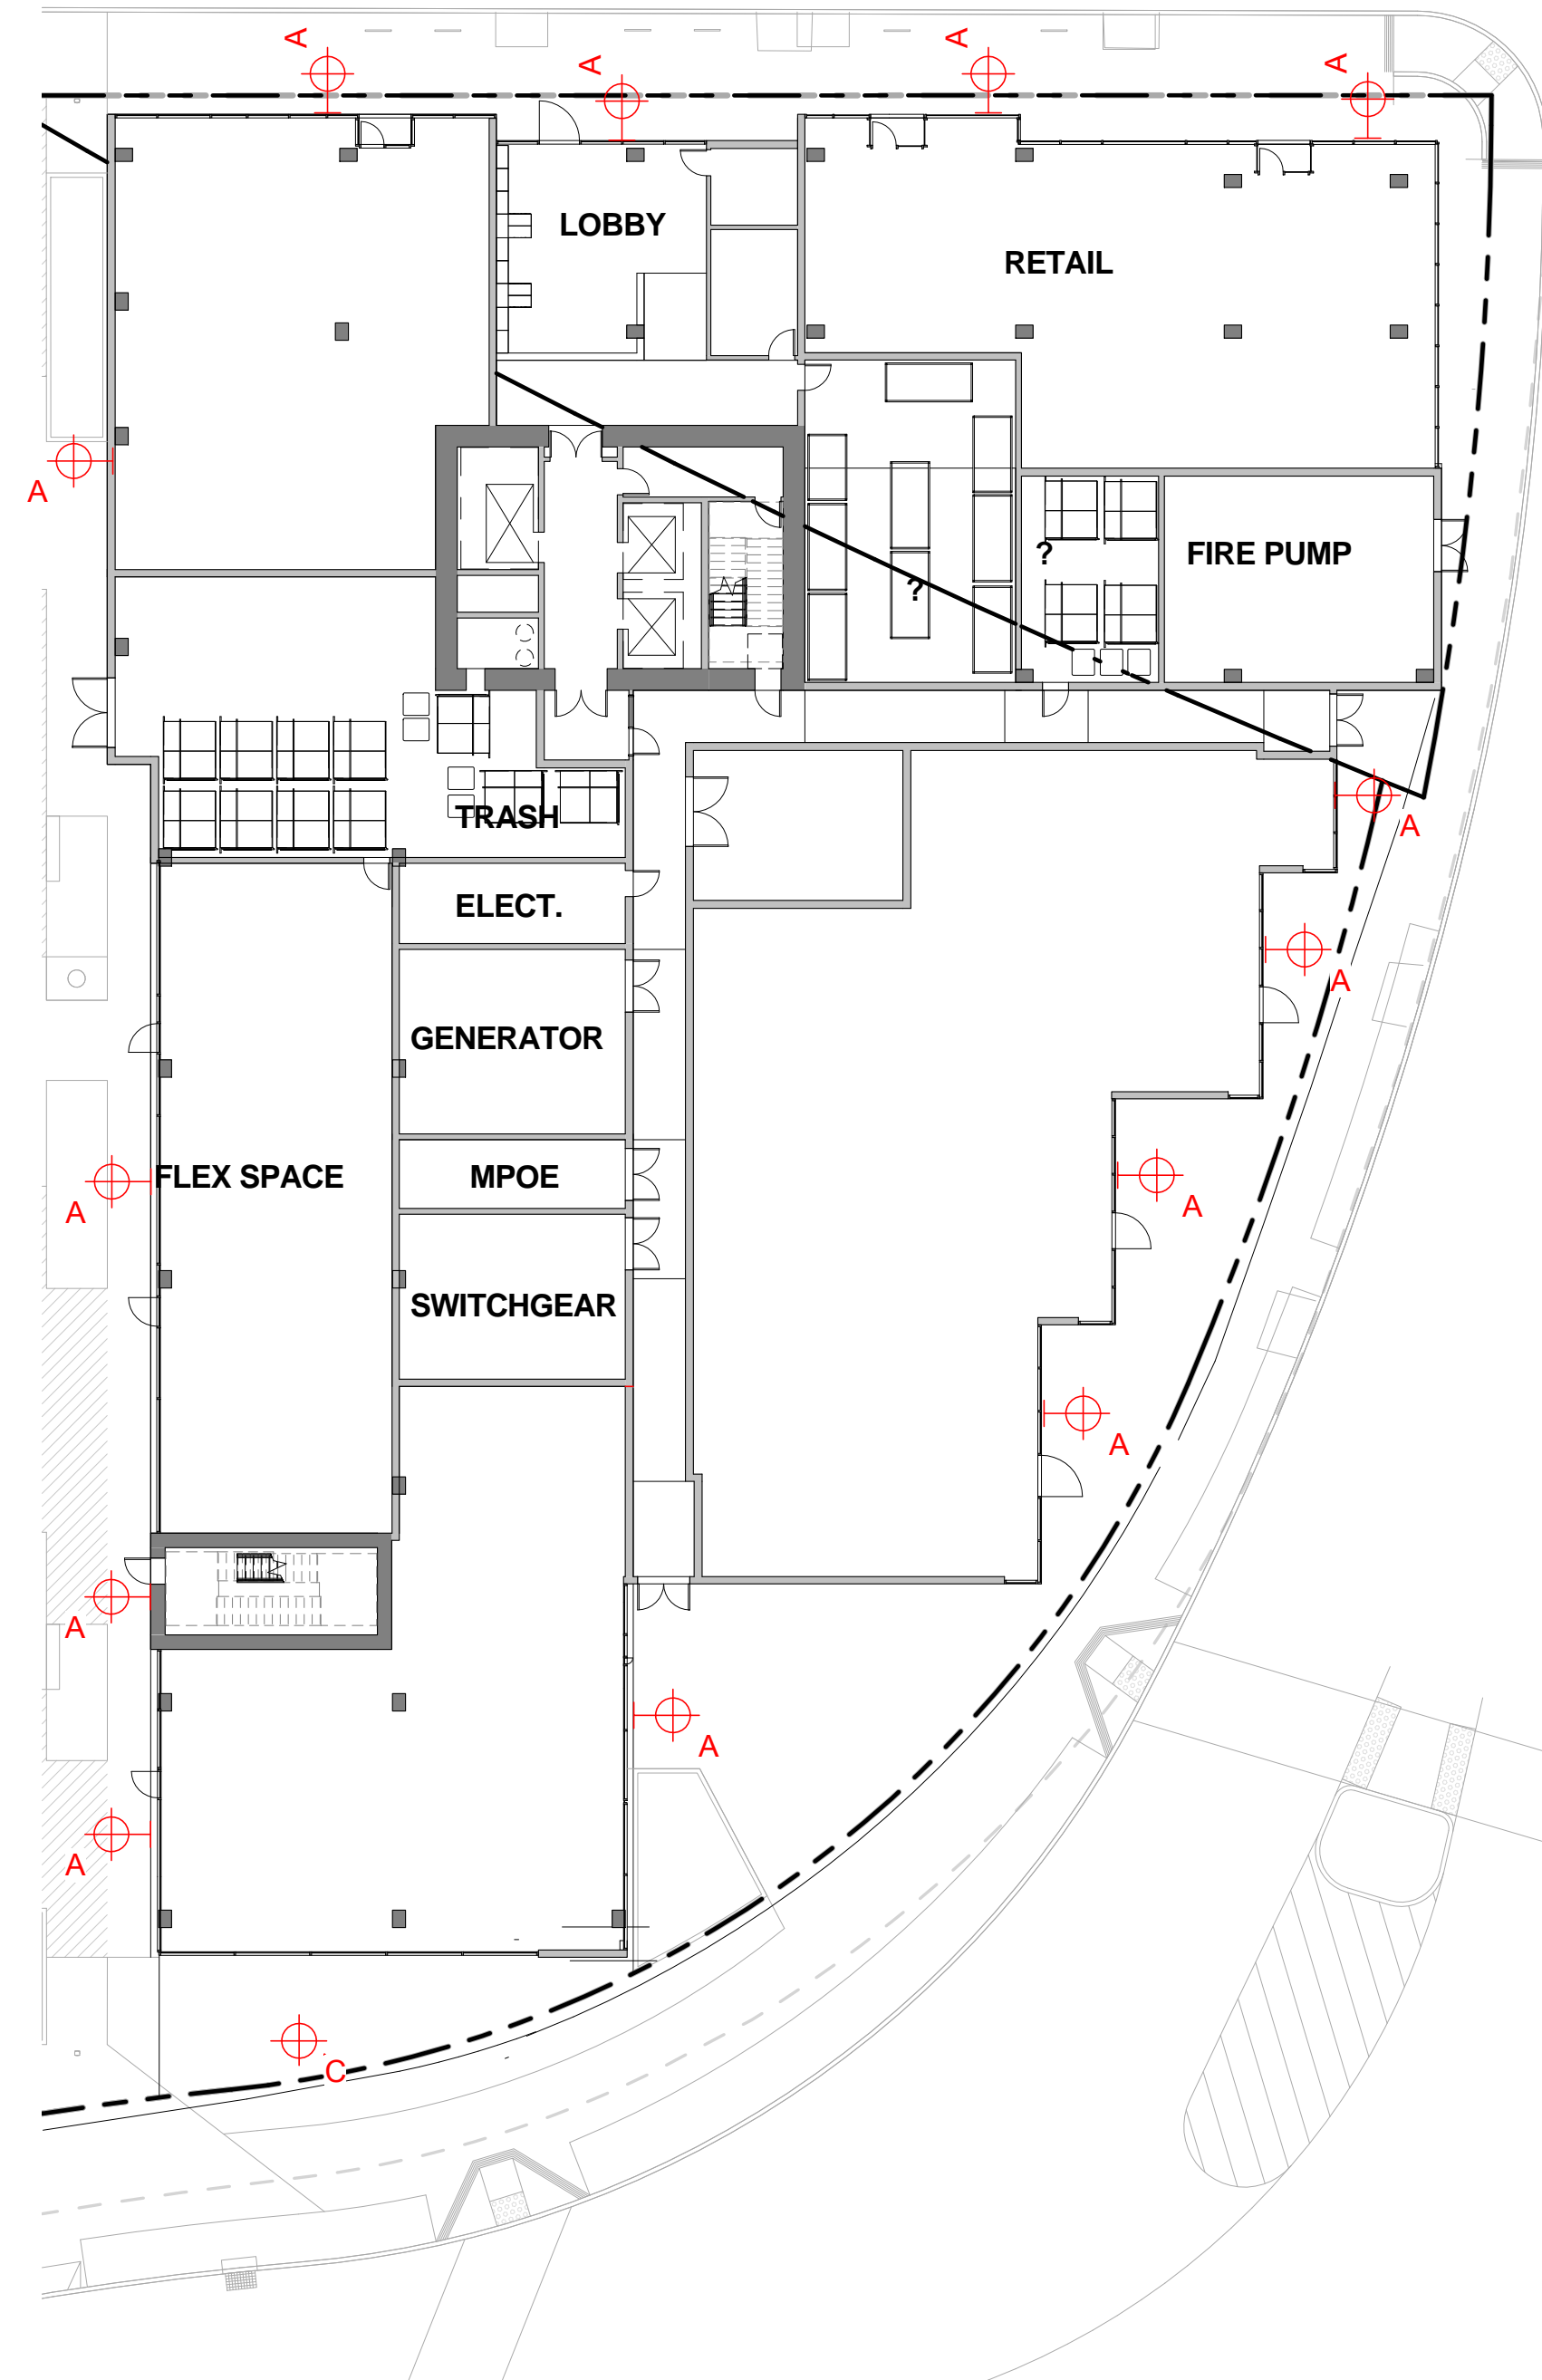 A
A
A
A
LOBBY
RETAIL
A
?
FIRE PUMP
?
TRASH
A
ELECT.
A
GENERATOR
FLEX SPACE
MPOE
A
A
SWITCHGEAR
A
A
A
A
C